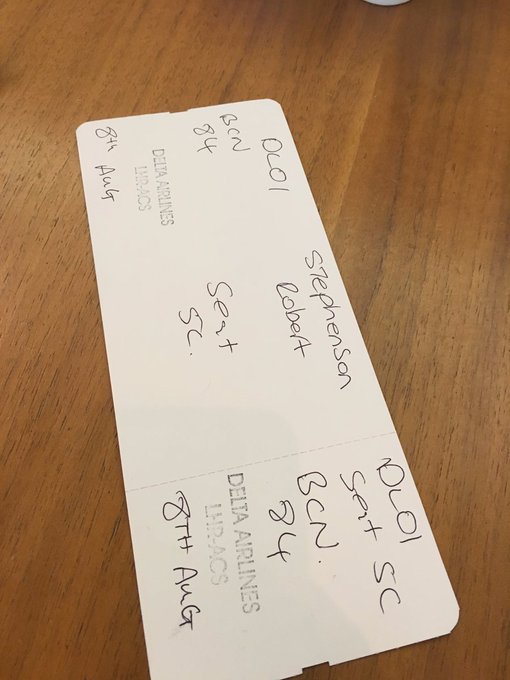 DL01
BCN
84
DELTA AIRLINES
LHR-ACS
8th AuG
Stephenson
Robert
Seat
5C.
DL01
Seat 5C
BCN.
84
DELTA AIRLINES
LHR-ACS
8TH AuG